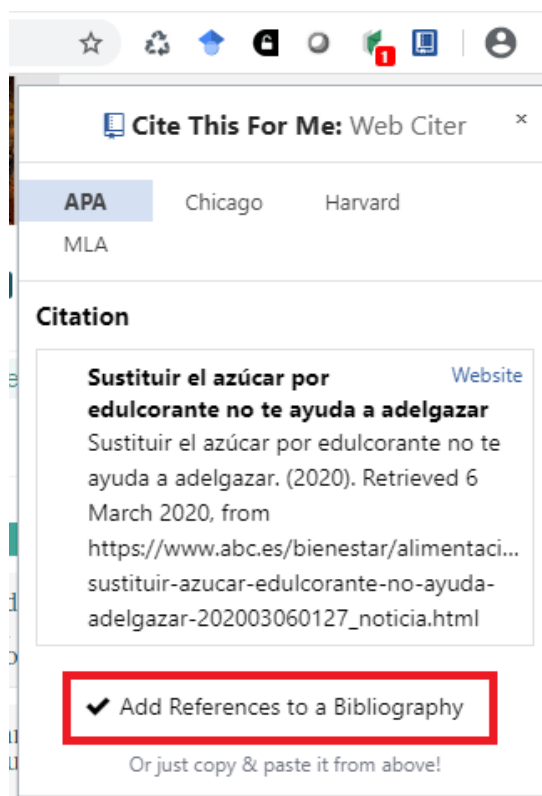 1
Cite This For Me: Web Citer ×
APA Chicago Harvard
MLA
Citation
Sustituir el azúcar por Website
edulcorante no te ayuda a adelgazar
Sustituir el azúcar por edulcorante no te
ayuda a adelgazar. (2020). Retrieved 6
March 2020, from
https://www.abc.es/bienestar/alimentaci...
sustituir-azucar-edulcorante-no-ayuda-
adelgazar-202003060127_noticia.html
✔ Add References to a Bibliography
Or just copy & paste it from above!